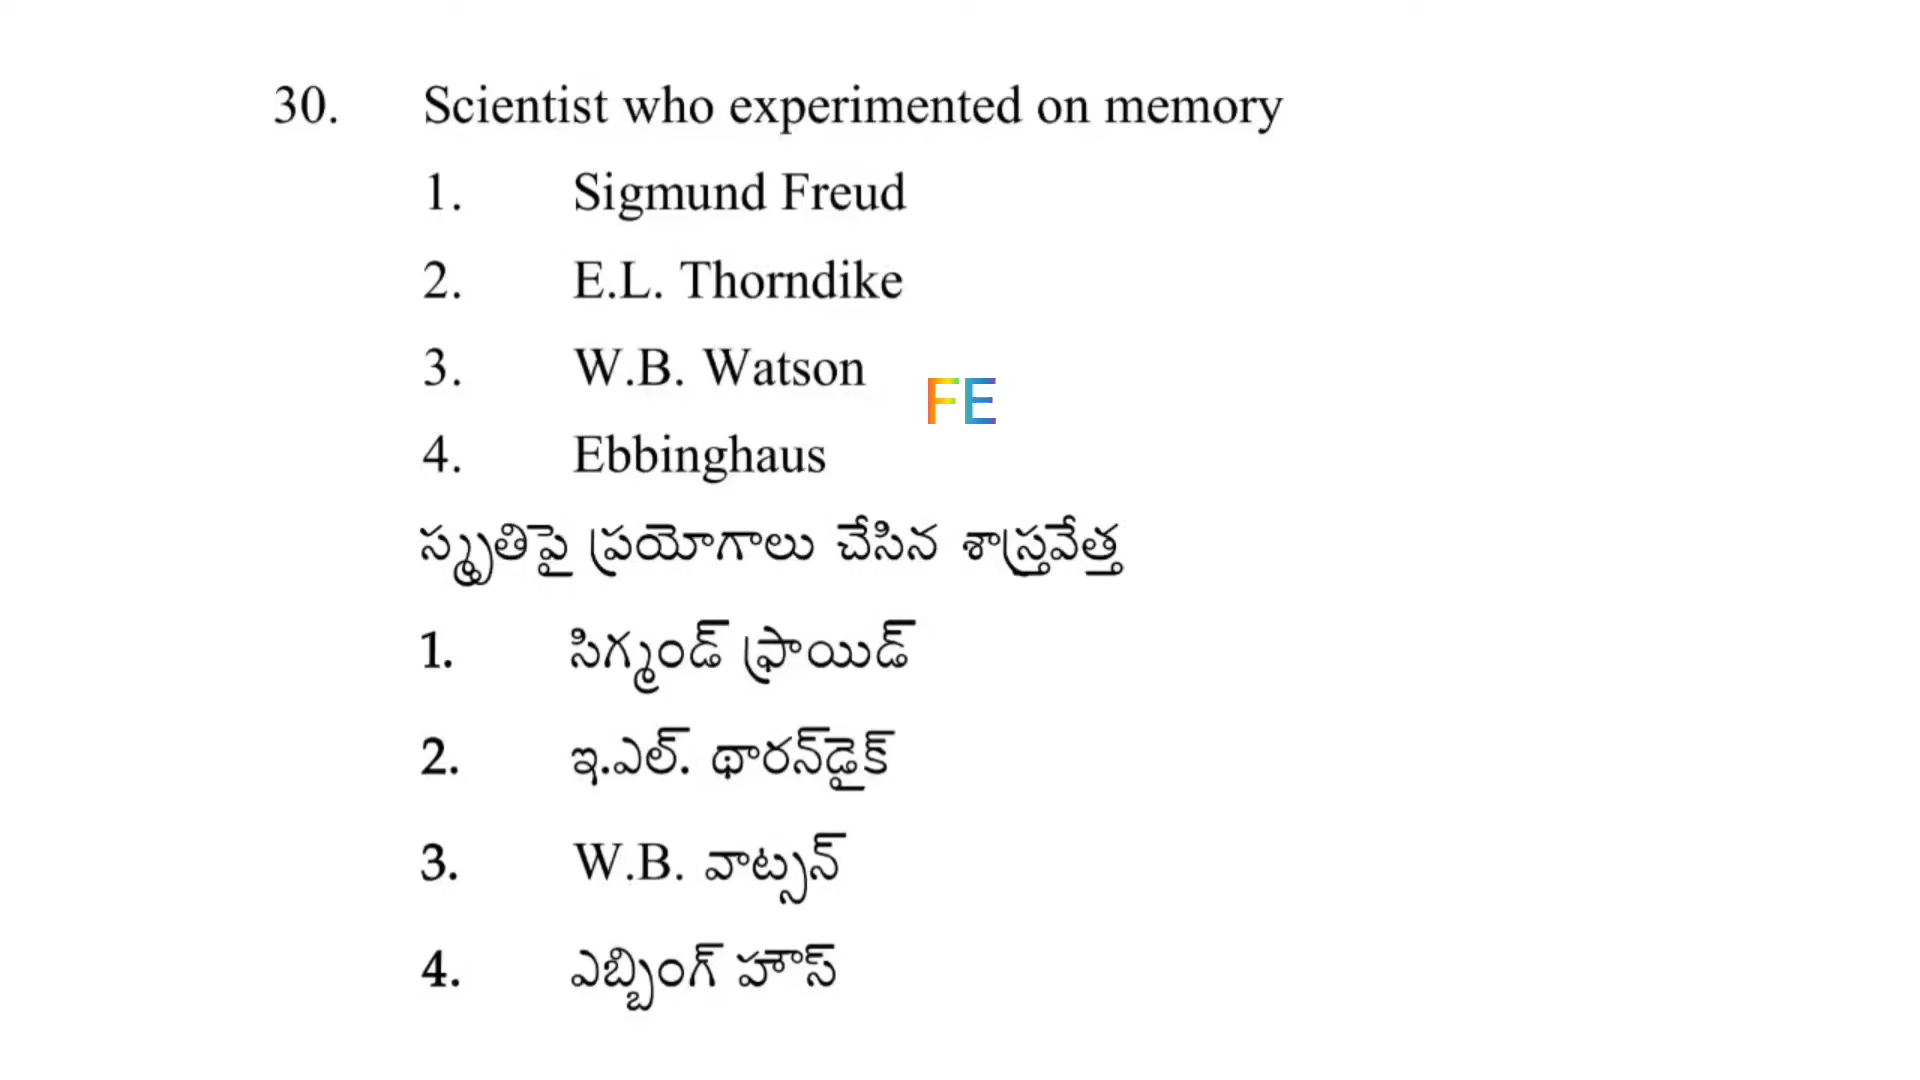 30. Scientist who experimented on memory
1. Sigmund Freud
2. E.L. Thorndike
3. W.B. Watson
FE
4. Ebbinghaus
స్మృతిపై ప్రయోగాలు చేసిన శాస్త్రవేత్త
1. సిగ్మండ్ ఫ్రాయిడ్
2. ఇ.ఎల్. థారన్‌డైక్
3. W.B. వాట్సన్
4. ఎబ్బింగ్ హౌస్